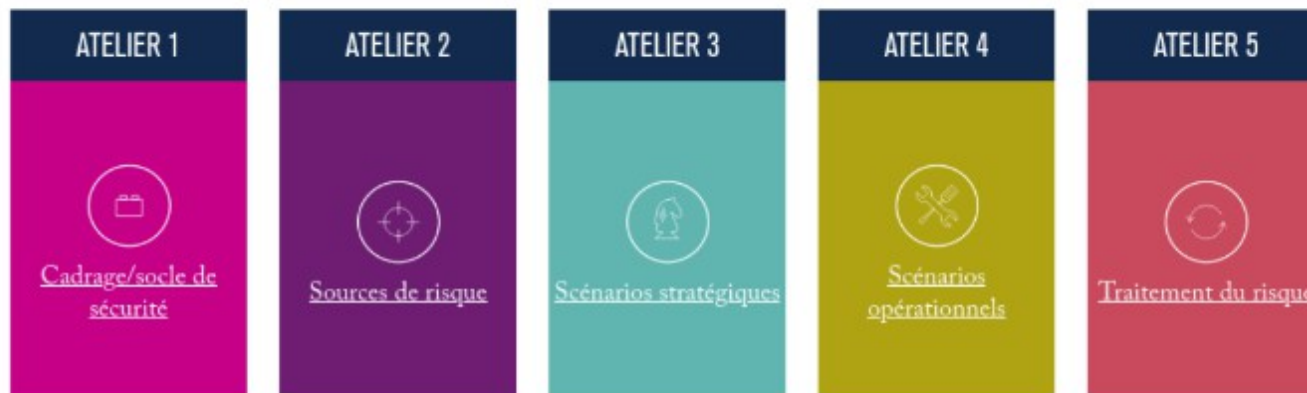 ATELIER 1
Cadrage/socle de
sécurité
ATELIER 2
Sources de risque
ATELIER 3
Scénarios stratégiques
ATELIER 4
Scénarios
opérationnels
ATELIER 5
Traitement du risque